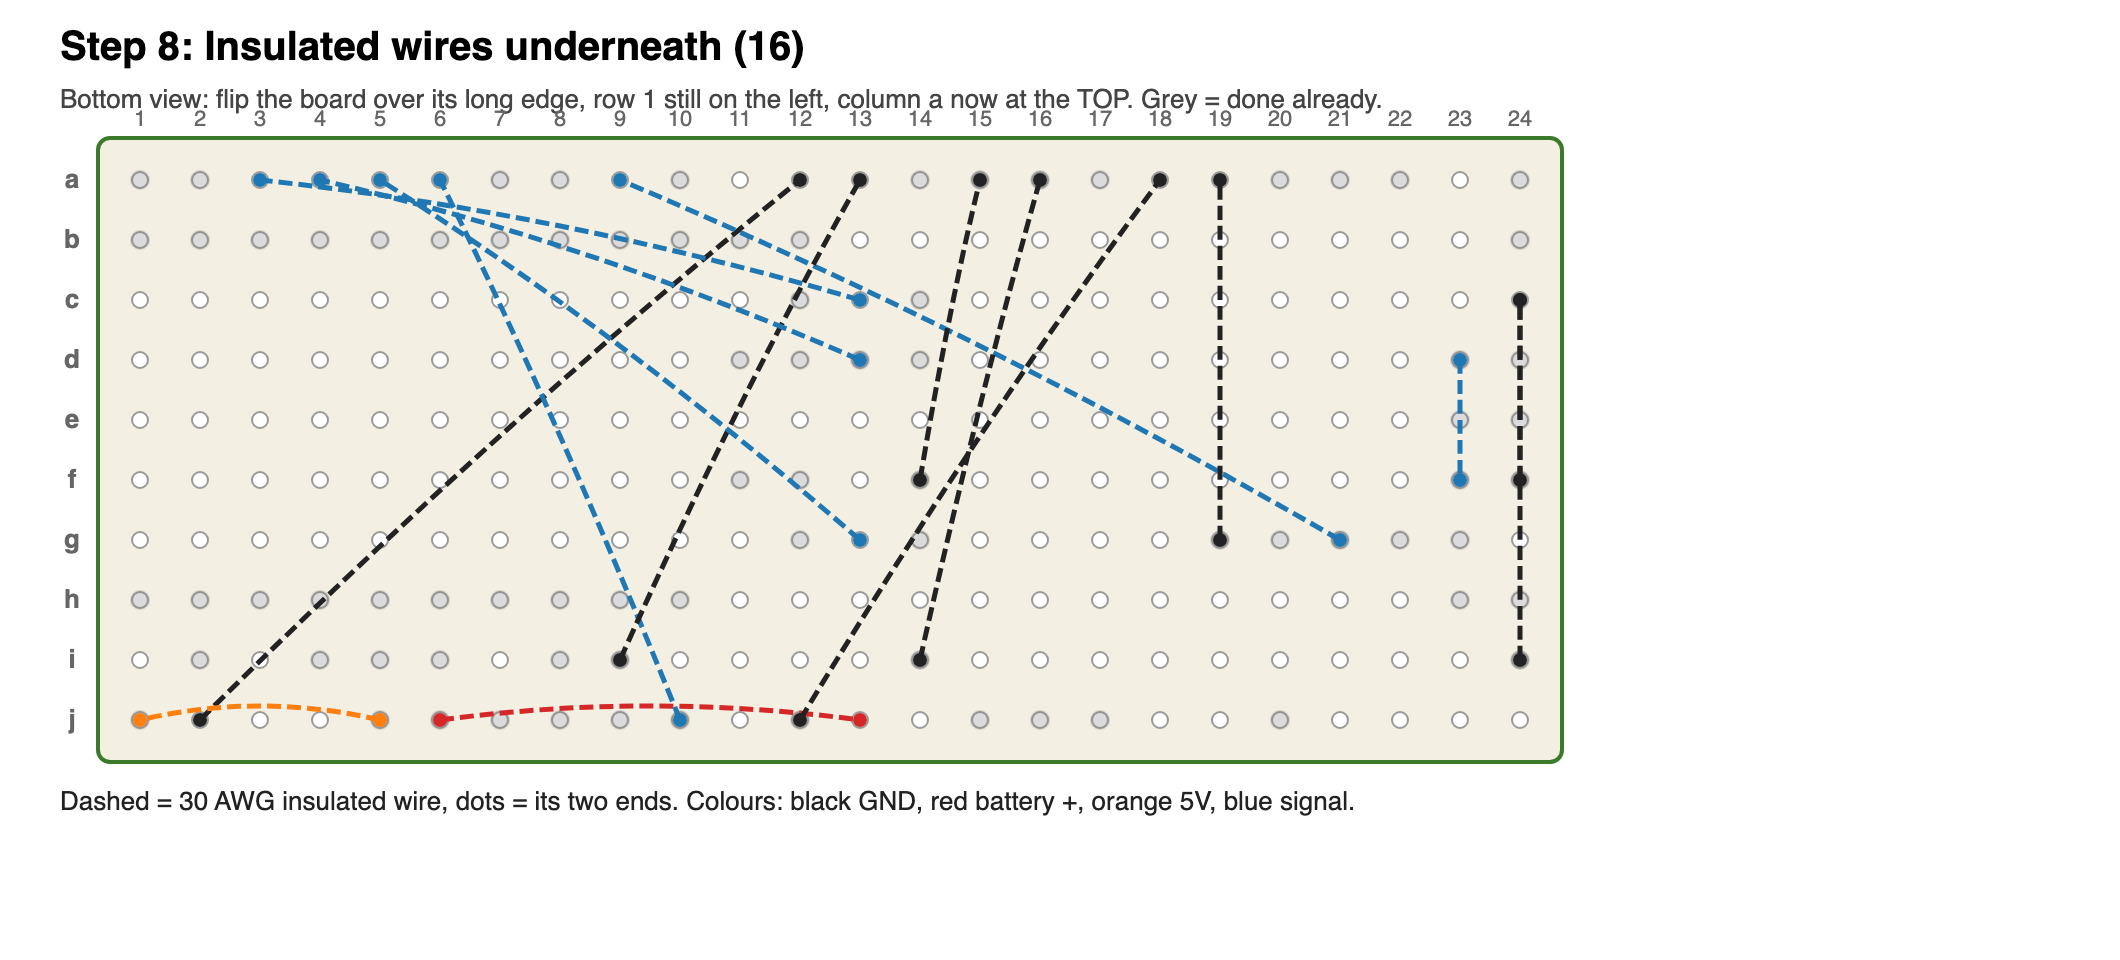 Step 8: Insulated wires underneath (16)
Bottom view: flip the board over its long edge, row 1 still on the left, column a now at the TOP. Grey = done already.
1 2 3 4 5 6 7 8 9 10 11 12 13 14 15 16 17 18 19 20 21 22 23 24
a
b
c
d
e
f
g
h
i
j
Dashed = 30 AWG insulated wire, dots = its two ends. Colours: black GND, red battery +, orange 5V, blue signal.